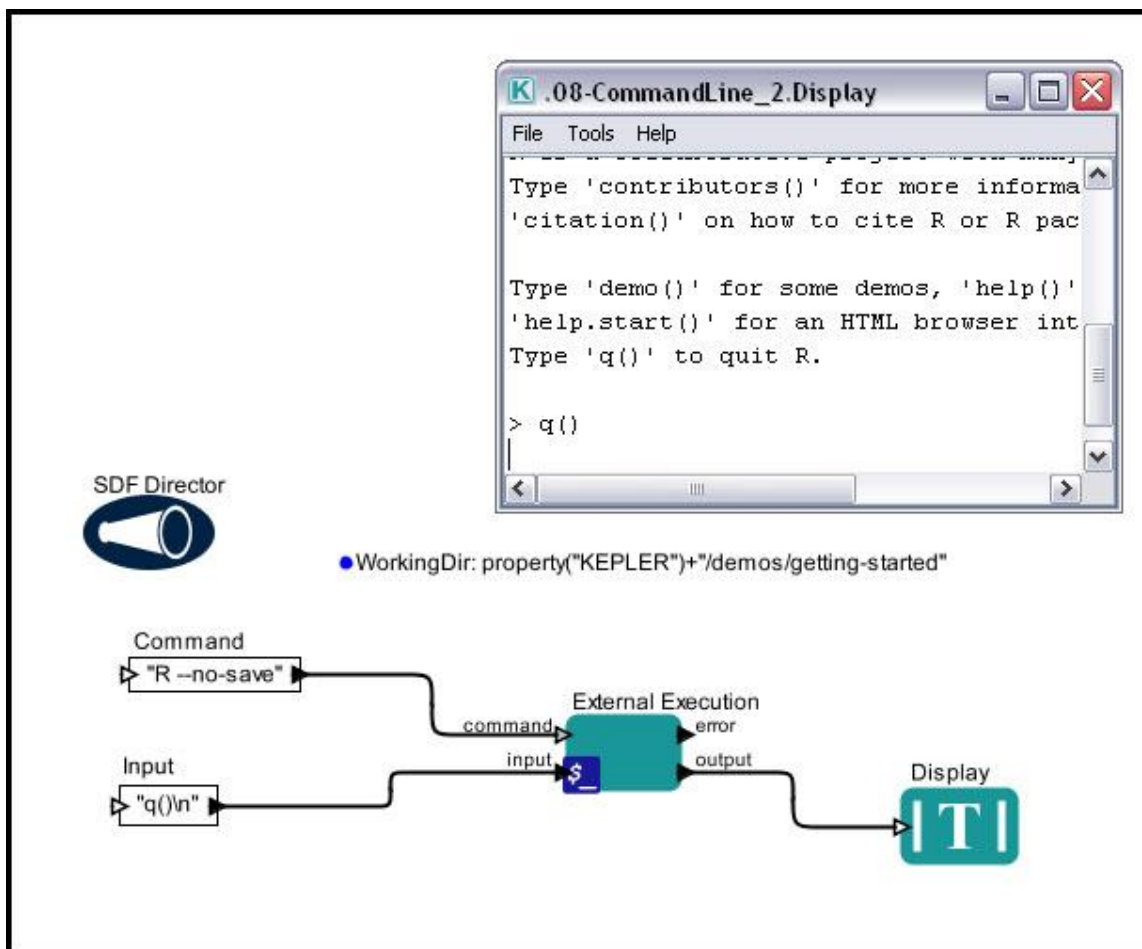 .08-CommandLine_2.Display
File Tools Help
Type 'contributors()' for more informa
'citation()' on how to cite R or R pac
Type 'demo()' for some demos, 'help()'
'help.start()' for an HTML browser int
Type 'q()' to quit R.
> q()
SDF Director
WorkingDir: property("KEPLER")+"/demos/getting-started"
Command
"R --no-save"
External Execution
command
error
Input
input
$_
output
"q()\n"
Display
T